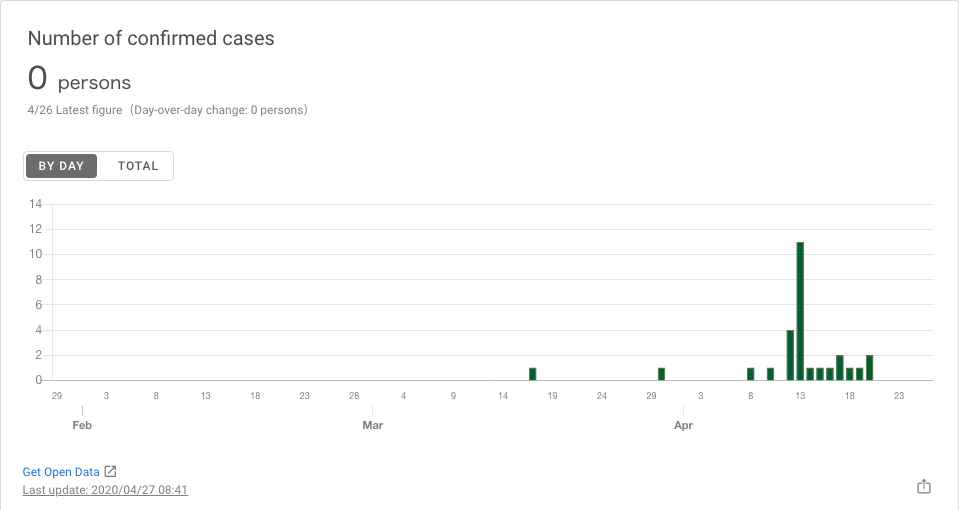 Number of confirmed cases
0 persons
4/26 Latest figure（Day-over-day change: 0 persons）
BY DAY TOTAL
14
12
10
8
6
4
2
0
29 3 8 13 18 23 28 4 9 14 19 24 29 3 8 13 18 23
Feb Mar Apr
Get Open Data
Last update: 2020/04/27 08:41